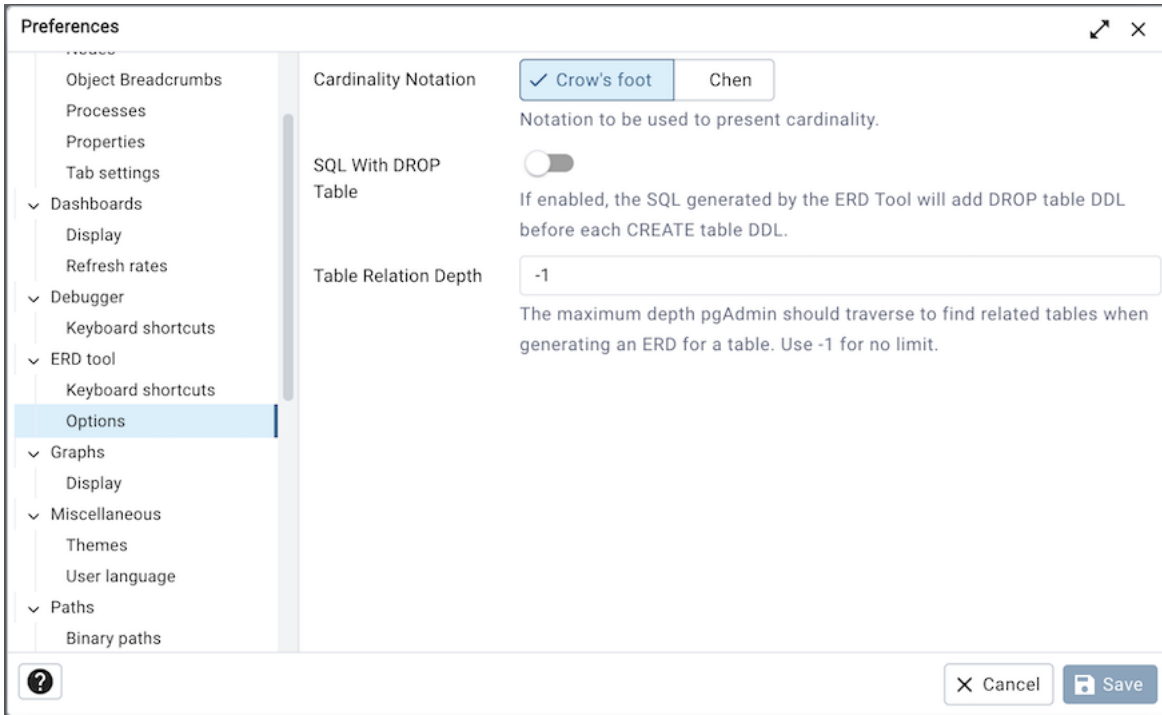 Preferences
Object Breadcrumbs
Processes
Properties
Tab settings
Dashboards
Display
Refresh rates
Debugger
Keyboard shortcuts
ERD tool
Keyboard shortcuts
Options
Graphs
Display
Miscellaneous
Themes
User language
Paths
Binary paths
Cardinality Notation
Crow's foot
Chen
Notation to be used to present cardinality.
SQL With DROP
Table
If enabled, the SQL generated by the ERD Tool will add DROP table DDL
before each CREATE table DDL.
Table Relation Depth
-1
The maximum depth pgAdmin should traverse to find related tables when
generating an ERD for a table. Use -1 for no limit.
?
Cancel
Save